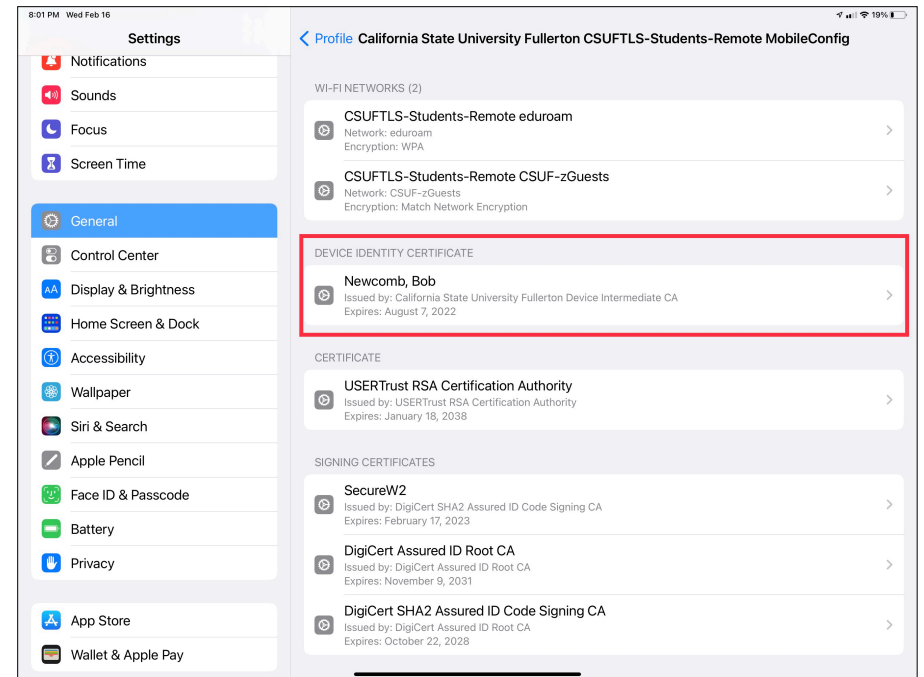 8:01 PM Wed Feb 16
19%
Settings
Notifications
Sounds
Focus
Screen Time
General
Control Center
AA Display & Brightness
Home Screen & Dock
Accessibility
Wallpaper
Siri & Search
Apple Pencil
Face ID & Passcode
Battery
Privacy
App Store
Wallet & Apple Pay
Profile California State University Fullerton CSUFTLS-Students-Remote MobileConfig
WI-FI NETWORKS (2)
CSUFTLS-Students-Remote eduroam
Network: eduroam
Encryption: WPA
CSUFTLS-Students-Remote CSUF-zGuests
Network: CSUF-zGuests
Encryption: Match Network Encryption
DEVICE IDENTITY CERTIFICATE
Newcomb, Bob
Issued by: California State University Fullerton Device Intermediate CA
Expires: August 7, 2022
CERTIFICATE
USERTrust RSA Certification Authority
Issued by: USERTrust RSA Certification Authority
Expires: January 18, 2038
SIGNING CERTIFICATES
SecureW2
Issued by: DigiCert SHA2 Assured ID Code Signing CA
Expires: February 17, 2023
DigiCert Assured ID Root CA
Issued by: DigiCert Assured ID Root CA
Expires: November 9, 2031
DigiCert SHA2 Assured ID Code Signing CA
Issued by: DigiCert Assured ID Root CA
Expires: October 22, 2028